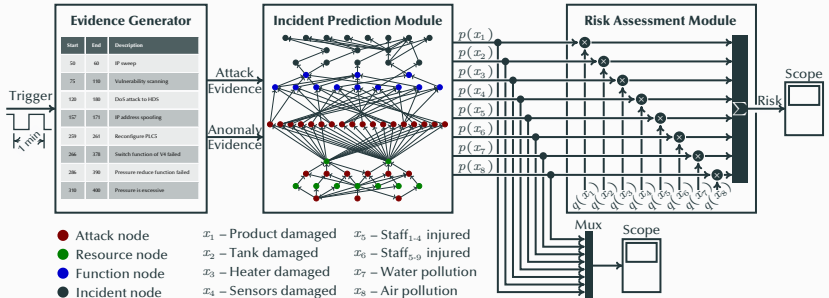 Evidence Generator
Incident Prediction Module
Risk Assessment Module
Start End Description
50 60 IP sweep
75 110 Vulnerability scanning
120 180 DoS attack to HDS
157 171 IP address spoofing
259 261 Reconfigure PLC5
266 378 Switch function of V4 failed
286 390 Pressure reduce function failed
310 400 Pressure is excessive
Trigger
1 min
Attack
Evidence
Anomaly
Evidence
p(x₁)
p(x₂)
p(x₃)
p(x₄)
p(x₅)
p(x₆)
p(x₇)
p(x₈)
q(x₁)
q(x₂)
q(x₃)
q(x₄)
q(x₅)
q(x₆)
q(x₇)
q(x₈)
Σ
Risk
Scope
Mux
Scope
Attack node
Resource node
Function node
Incident node
x₁ – Product damaged
x₂ – Tank damaged
x₃ – Heater damaged
x₄ – Sensors damaged
x₅ – Staff₁₋₄ injured
x₆ – Staff₅₋₉ injured
x₇ – Water pollution
x₈ – Air pollution